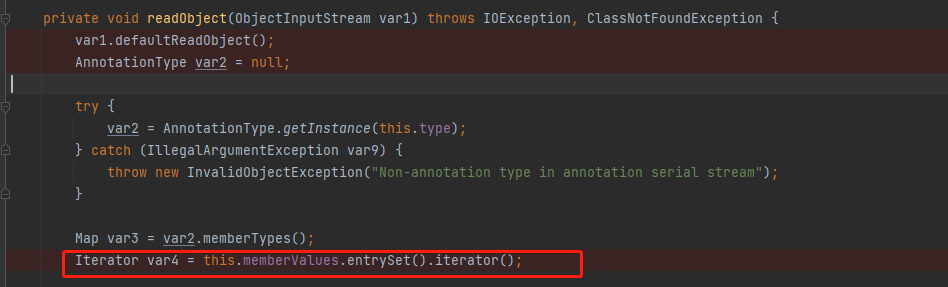 private void readObject(ObjectInputStream var1) throws IOException, ClassNotFoundException {
var1.defaultReadObject();
AnnotationType var2 = null;
try {
var2 = AnnotationType.getInstance(this.type);
} catch (IllegalArgumentException var9) {
throw new InvalidObjectException("Non-annotation type in annotation serial stream");
}
Map var3 = var2.memberTypes();
Iterator var4 = this.memberValues.entrySet().iterator();